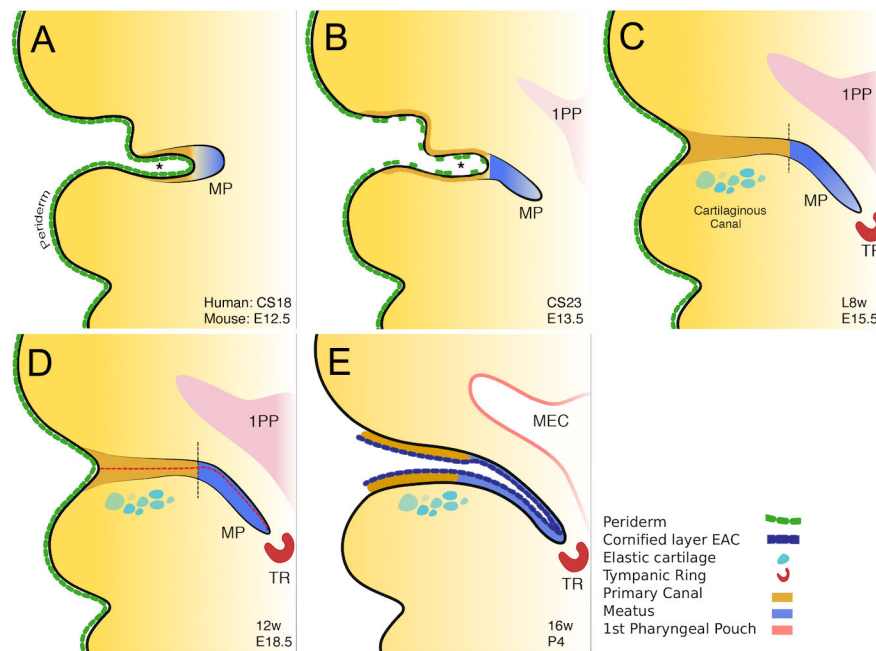 A
*
MP
Periderm
Human: CS18
Mouse: E12.5
B
1PP
*
MP
CS23
E13.5
C
1PP
Cartilaginous
Canal
MP
TR
L8w
E15.5
D
1PP
MP
TR
12w
E18.5
E
MEC
TR
16w
P4
Periderm
Cornified layer EAC
Elastic cartilage
Tympanic Ring
Primary Canal
Meatus
1st Pharyngeal Pouch